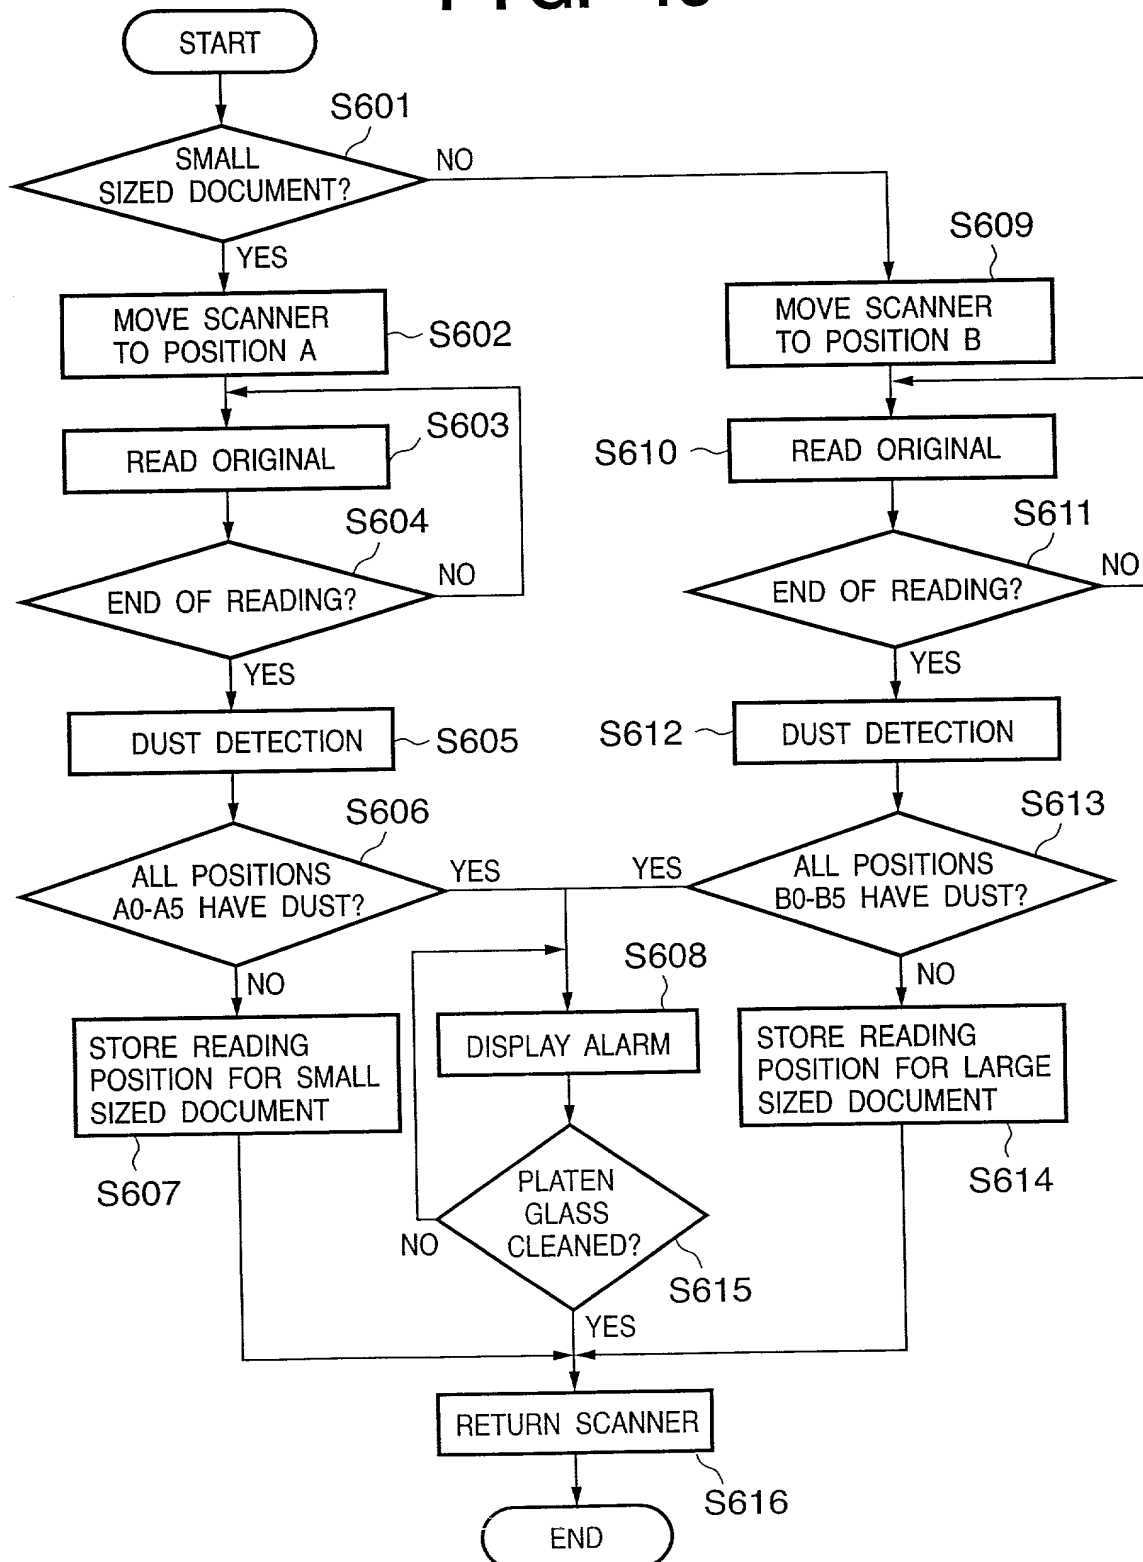 START
S601
SMALL
SIZED DOCUMENT?
NO
YES
S609
MOVE SCANNER
TO POSITION A
S602
MOVE SCANNER
TO POSITION B
S603
READ ORIGINAL
S610
READ ORIGINAL
S604
END OF READING?
NO
S611
END OF READING?
NO
YES
YES
DUST DETECTION
S605
S612
DUST DETECTION
S606
ALL POSITIONS
A0-A5 HAVE DUST?
YES
YES
S613
ALL POSITIONS
B0-B5 HAVE DUST?
NO
S608
NO
STORE READING
POSITION FOR SMALL
SIZED DOCUMENT
S607
DISPLAY ALARM
STORE READING
POSITION FOR LARGE
SIZED DOCUMENT
S614
PLATEN
GLASS
CLEANED?
NO
S615
YES
RETURN SCANNER
S616
END